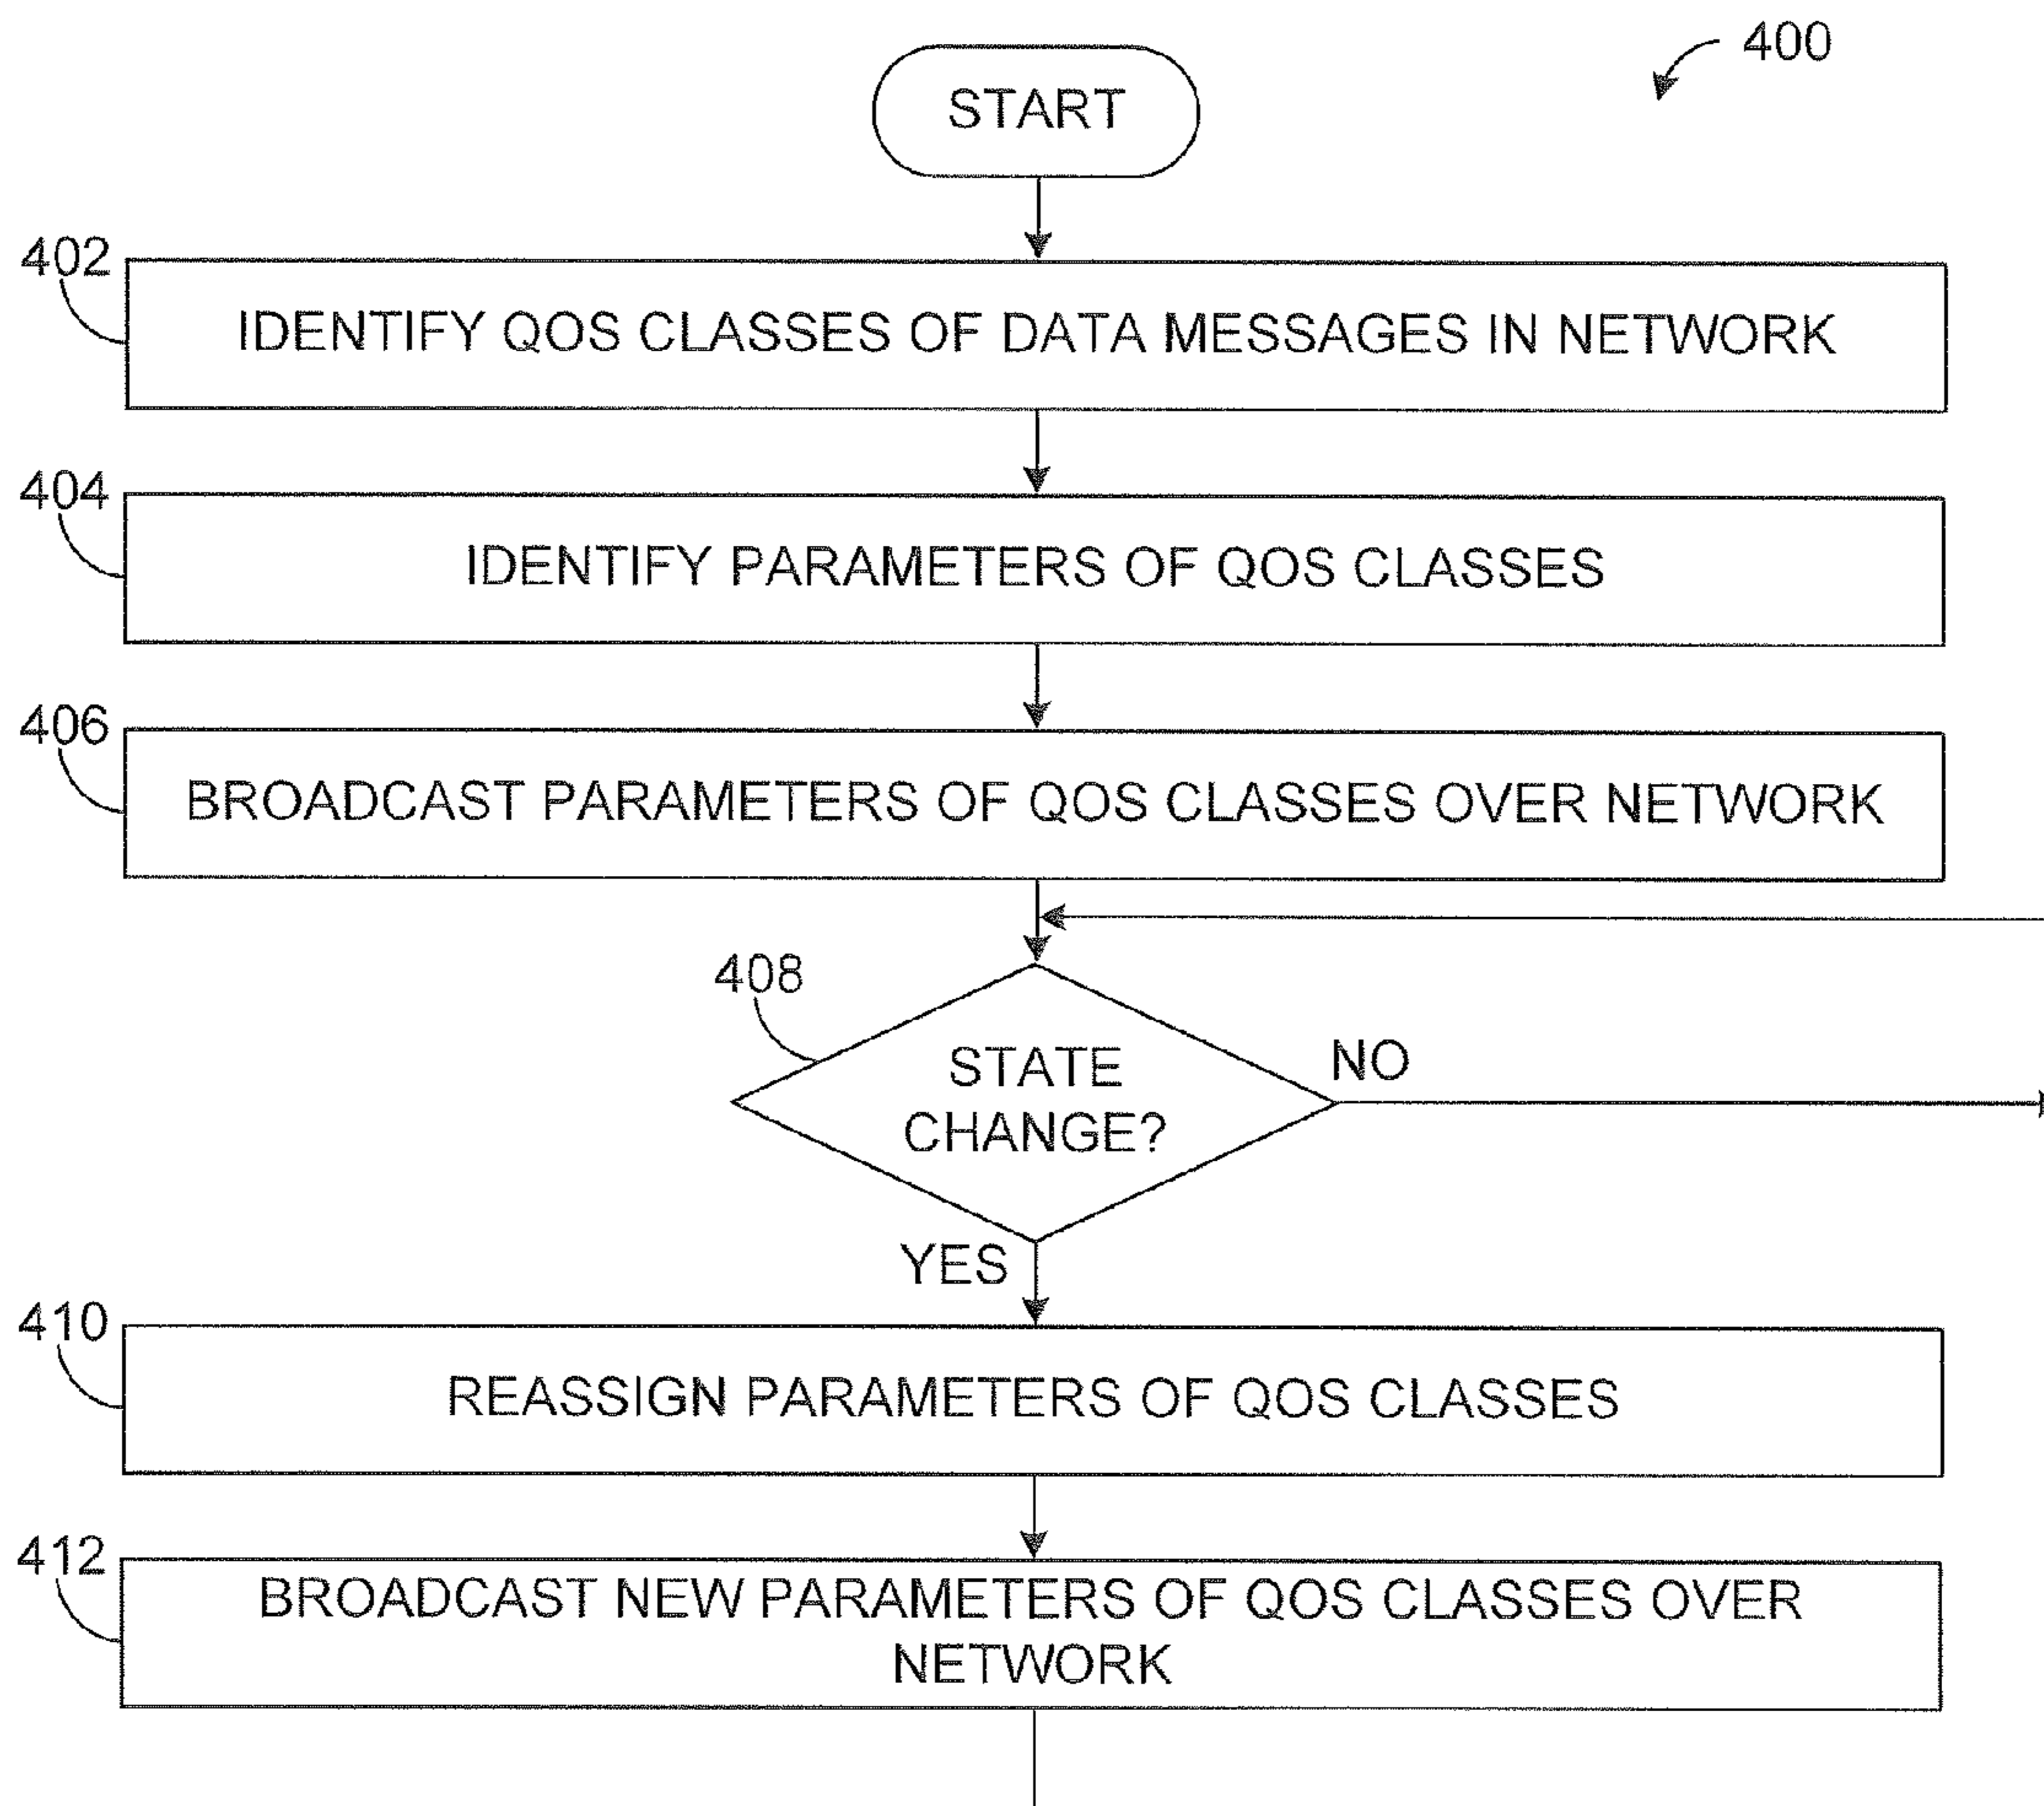 400
START
402
IDENTIFY QOS CLASSES OF DATA MESSAGES IN NETWORK
404
IDENTIFY PARAMETERS OF QOS CLASSES
406
BROADCAST PARAMETERS OF QOS CLASSES OVER NETWORK
408
STATE
CHANGE?
NO
YES
410
REASSIGN PARAMETERS OF QOS CLASSES
412
BROADCAST NEW PARAMETERS OF QOS CLASSES OVER
NETWORK